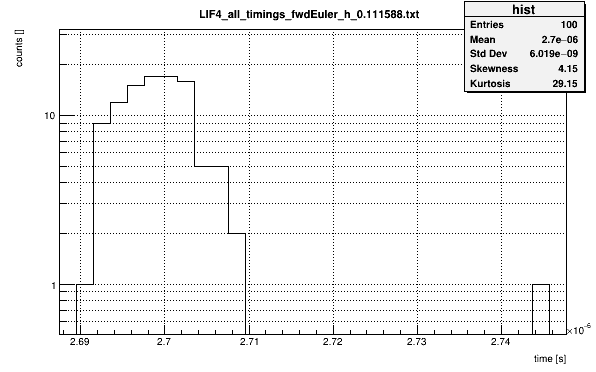 LIF4_all_timings_fwdEuler_h_0.111588.txt
hist
Entries 100
Mean 2.7e−06
Std Dev 6.019e−09
Skewness 4.15
Kurtosis 29.15
counts []
10
1
2.69 2.7 2.71 2.72 2.73 2.74
×10⁻⁶
time [s]